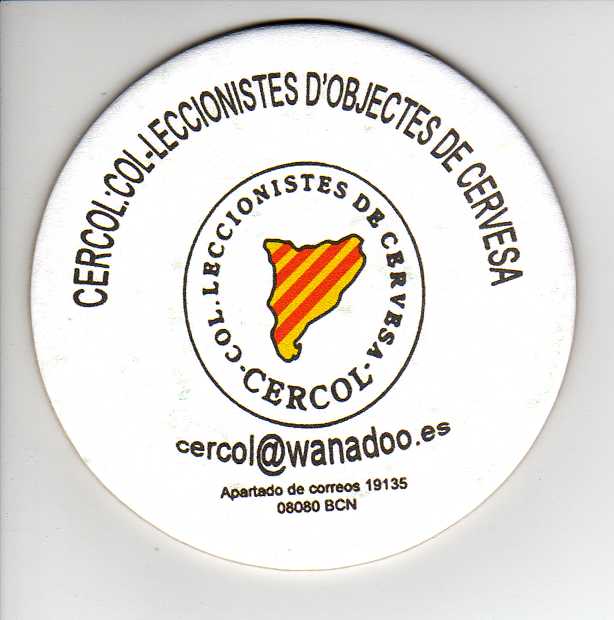 CERCOL:COL-LECCIONISTES D'OBJECTES DE CERVESA
COL.LECCIONISTES DE CERVESA
·CERCOL·
cercol@wanadoo.es
Apartado de correos 19135
08080 BCN